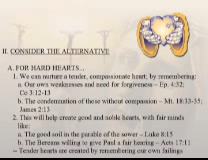 II. CONSIDER THE ALTERNATIVE
A. FOR HARD HEARTS...
1. We can nurture a tender, compassionate heart, by remembering:
a. Our own weaknesses and need for forgiveness – Ep. 4:32;
Co 3:12-13
b. The condemnation of those without compassion – Mt. 18:33-35;
James 2:13
2. This will help create good and noble hearts, with fair minds
like:
a. The good soil in the parable of the sower – Luke 8:15
b. The Bereans willing to give Paul a fair hearing – Acts 17:11
– Tender hearts are created by remembering our own failings